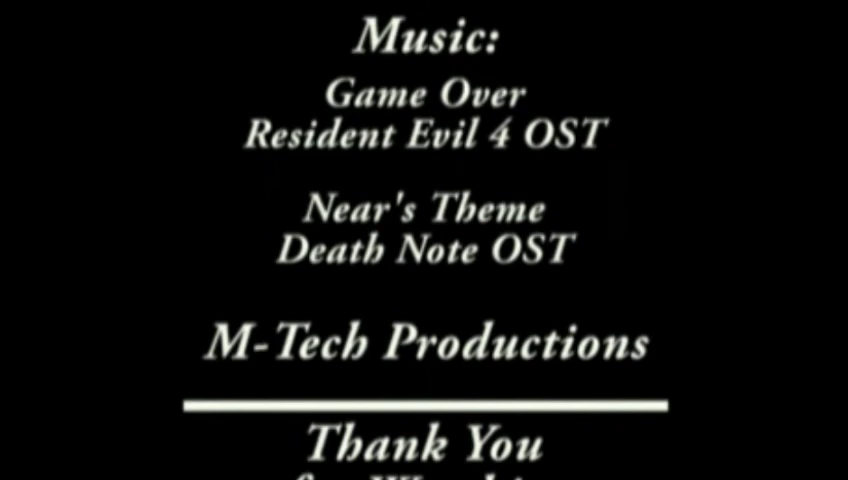 Music:
Game Over
Resident Evil 4 OST
Near's Theme
Death Note OST
M-Tech Productions
Thank You